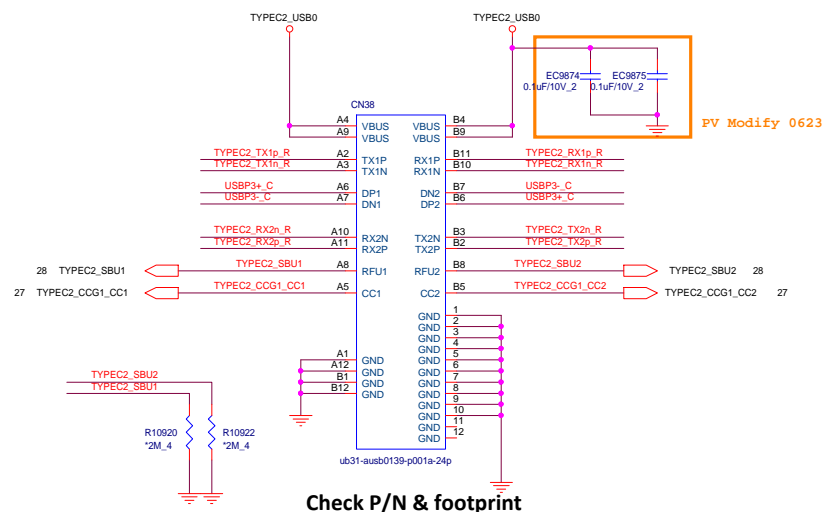 TYPEC2_USB0 TYPEC2_USB0
EC9874 EC9875
0.1uF/10V_2 0.1uF/10V_2
PV Modify 0623
CN38
A4 VBUS VBUS B4
A9 VBUS VBUS B9
TYPEC2_TX1p_R A2 TX1P RX1P B11 TYPEC2_RX1p_R
TYPEC2_TX1n_R A3 TX1N RX1N B10 TYPEC2_RX1n_R
USBP3+_C A6 DP1 DN2 B7 USBP3-_C
USBP3-_C A7 DN1 DP2 B6 USBP3+_C
TYPEC2_RX2n_R A10 RX2N TX2N B3 TYPEC2_TX2n_R
TYPEC2_RX2p_R A11 RX2P TX2P B2 TYPEC2_TX2p_R
28 TYPEC2_SBU1 TYPEC2_SBU1 A8 RFU1 RFU2 B8 TYPEC2_SBU2 TYPEC2_SBU2 28
27 TYPEC2_CCG1_CC1 TYPEC2_CCG1_CC1 A5 CC1 CC2 B5 TYPEC2_CCG1_CC2 TYPEC2_CCG1_CC2 27
GND 1
GND 2
GND 3
GND 4
A1 GND GND 5
A12 GND GND 6
B1 GND GND 7
B12 GND GND 8
GND 9
GND 10
GND 11
GND 12
TYPEC2_SBU2
TYPEC2_SBU1
R10920 R10922
*2M_4 *2M_4
ub31-ausb0139-p001a-24p
Check P/N & footprint